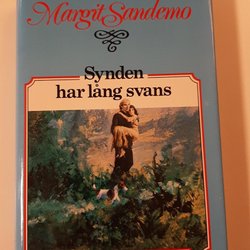 Margit Sandemo
Synden
har lång svans